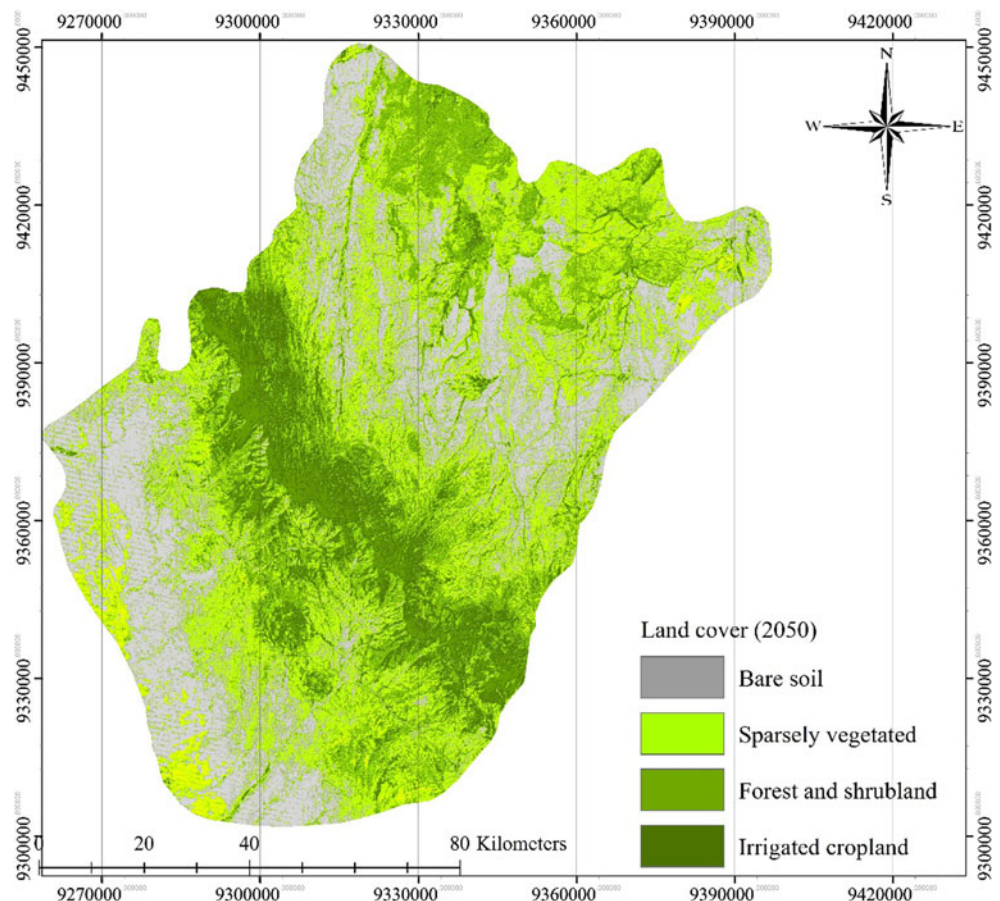 9270000 9300000 9330000 9360000 9390000 9420000
9450000 9450000
N
W E
S
9420000 9420000
9390000 9390000
9360000 9360000
9330000 9330000
9300000 9300000
Land cover (2050)
Bare soil
Sparsely vegetated
Forest and shrubland
Irrigated cropland
0 20 40 80 Kilometers
9270000 9300000 9330000 9360000 9390000 9420000